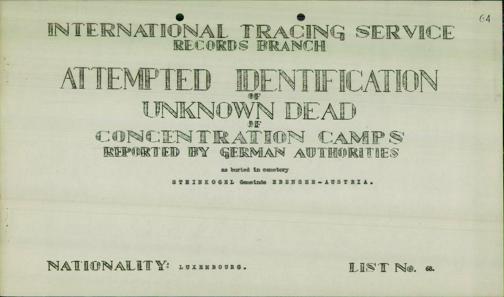 64
INTERNATIONAL TRACING SERVICE
RECORDS BRANCH
ATTEMPTED IDENTIFICATION
OF
UNKNOWN DEAD
OF
CONCENTRATION CAMPS
REPORTED BY GERMAN AUTHORITIES
as buried in cemetery
STEINKOGEL Gemeinde EBENSEE-AUSTRIA.
NATIONALITY: LUXEMBOURG. LIST No. 68.